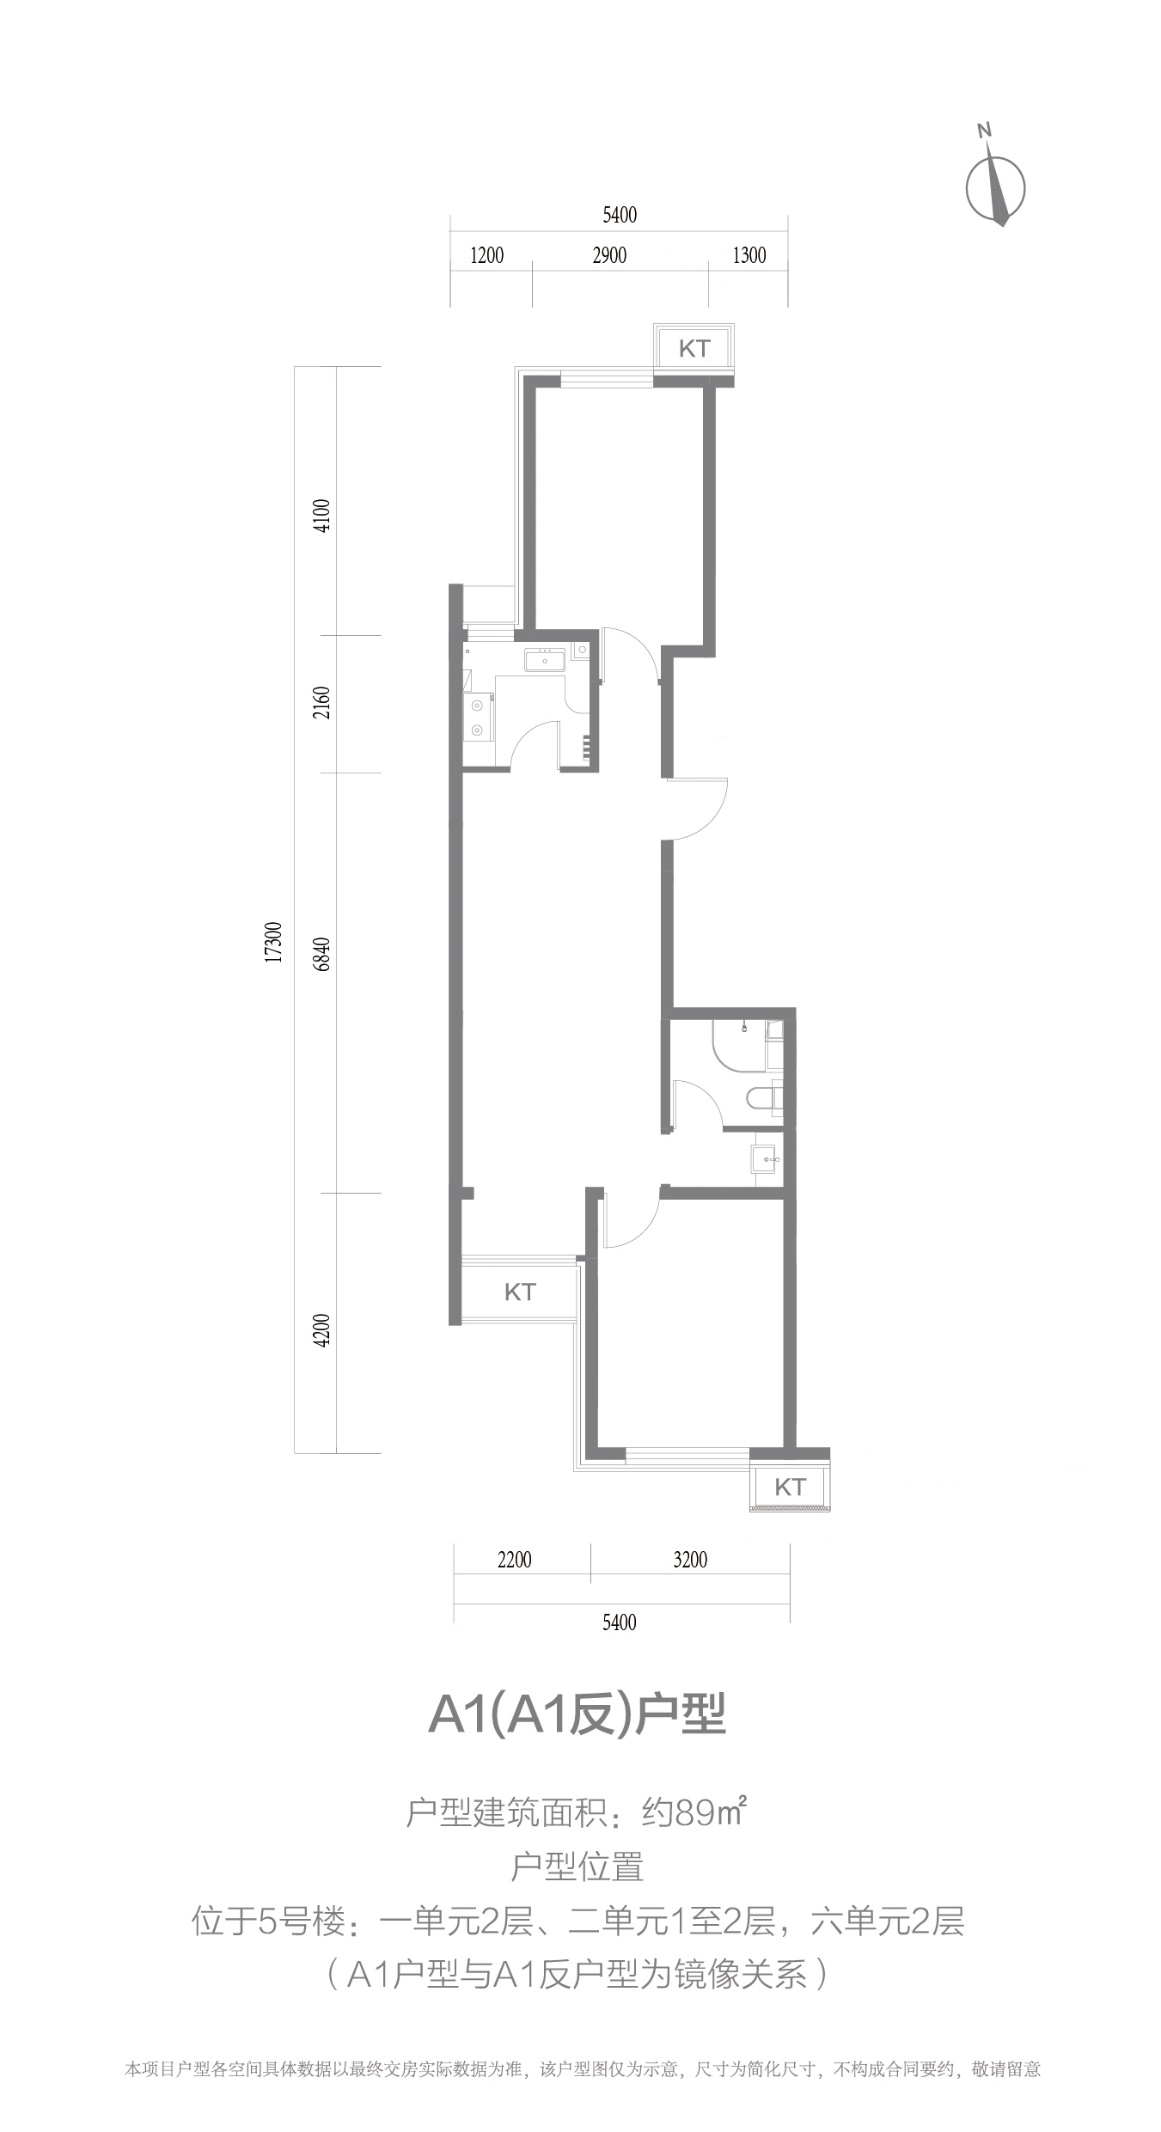 N
5400
1200 2900 1300
KT
4100
2160
17300
6840
4200
KT
KT
2200 3200
5400
A1(A1反)户型
户型建筑面积：约89㎡
户型位置
位于5号楼：一单元2层、二单元1至2层，六单元2层
（A1户型与A1反户型为镜像关系）
本项目户型各空间具体数据以最终交房实际数据为准，该户型图仅为示意，尺寸为简化尺寸，不构成合同要约，敬请留意